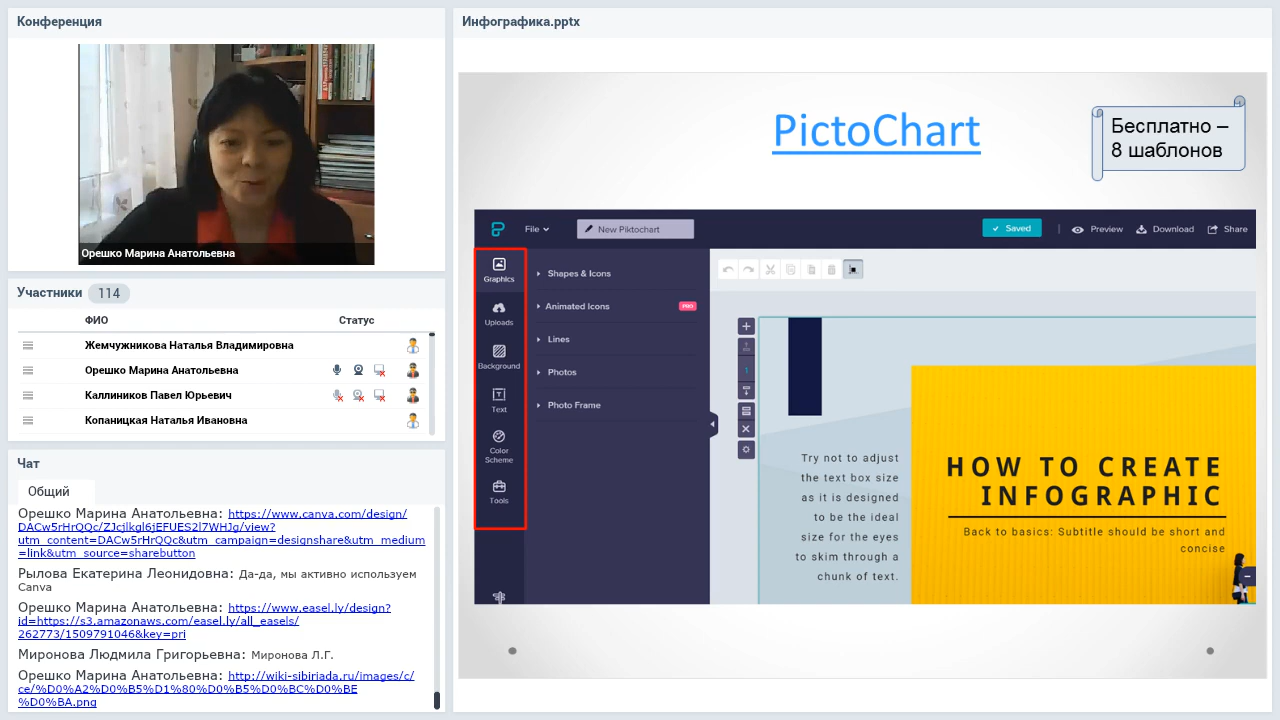 Конференция
Орешко Марина Анатольевна
Участники 114
ФИО Статус
Жемчужникова Наталья Владимировна
Орешко Марина Анатольевна
Каллиников Павел Юрьевич
Копаницкая Наталья Ивановна
Чат
Общий
Орешко Марина Анатольевна: https://www.canva.com/design/
DACw5rHrQQc/ZJcjlkgl6jEFUES2l7WHJg/view?
utm_content=DACw5rHrQQc&utm_campaign=designshare&utm_medium
=link&utm_source=sharebutton
Рылова Екатерина Леонидовна: Да-да, мы активно используем
Canva
Орешко Марина Анатольевна: https://www.easel.ly/design?
id=https://s3.amazonaws.com/easel.ly/all_easels/
262773/1509791046&key=pri
Миронова Людмила Григорьевна: Миронова Л.Г.
Орешко Марина Анатольевна: http://wiki-sibiriada.ru/images/c/
ce/%D0%A2%D0%B5%D1%80%D0%B5%D0%BC%D0%BE
%D0%BA.png
Инфографика.pptx
PictoChart
Бесплатно –
8 шаблонов
File
New Piktochart
Saved
Preview
Download
Share
Graphics
Uploads
Background
Text
Color
Scheme
Tools
Shapes & Icons
Animated Icons PRO
Lines
Photos
Photo Frame
1
Try not to adjust
the text box size
as it is designed
to be the ideal
size for the eyes
to skim through a
chunk of text.
HOW TO CREATE
INFOGRAPHIC
Back to basics: Subtitle should be short and
concise